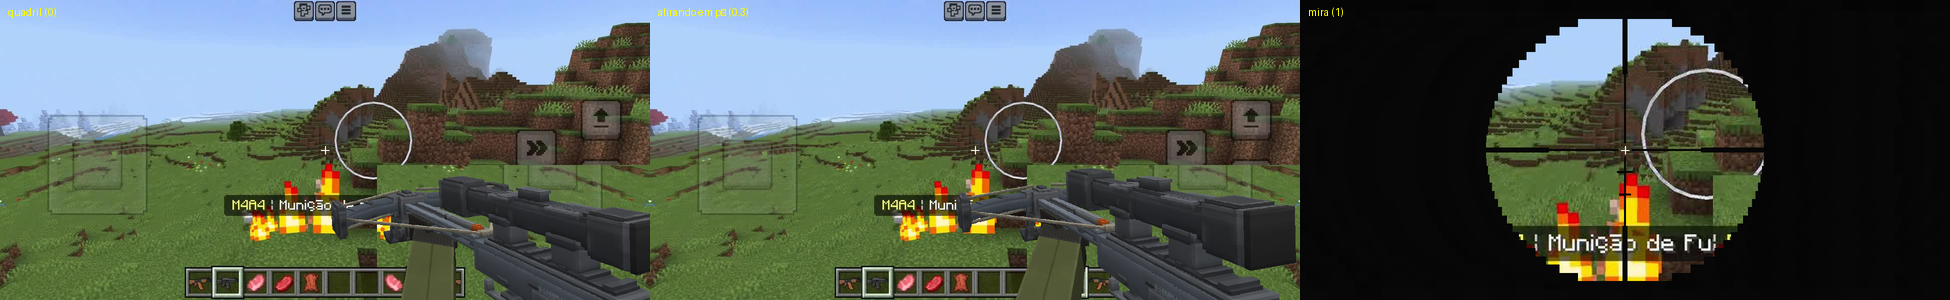 quadril (0)
atirando em pé (0.3)
mira (1)
M4A4 | Munição
M4A4 | Muni
| Munição de Fu